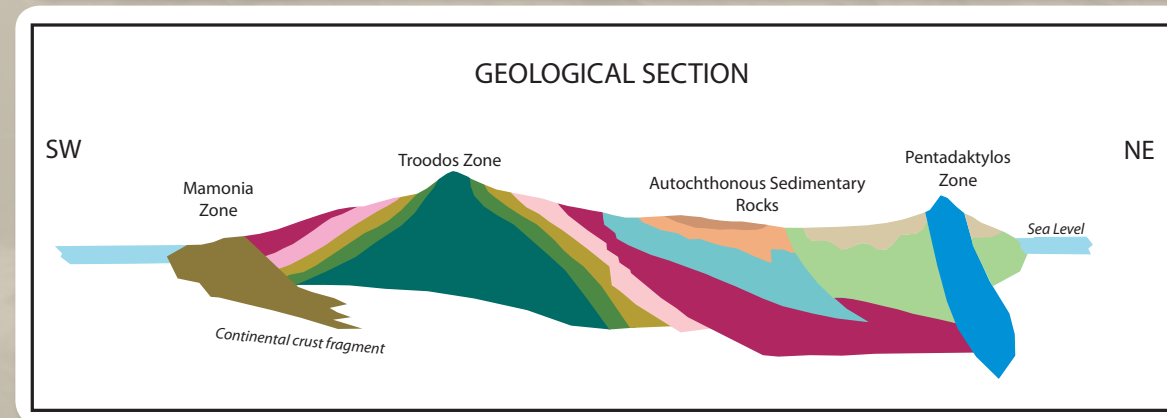 GEOLOGICAL SECTION
SW
NE
Troodos Zone
Pentadaktylos
Zone
Mamonia
Zone
Autochthonous Sedimentary
Rocks
Sea Level
Continental crust fragment